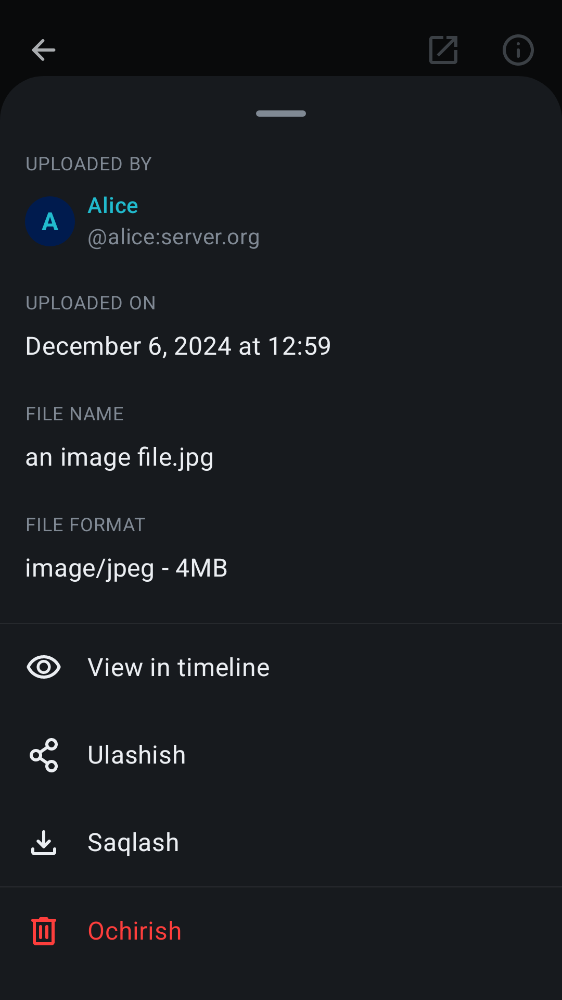 UPLOADED BY
A
Alice
@alice:server.org
UPLOADED ON
December 6, 2024 at 12:59
FILE NAME
an image file.jpg
FILE FORMAT
image/jpeg - 4MB
View in timeline
Ulashish
Saqlash
Ochirish